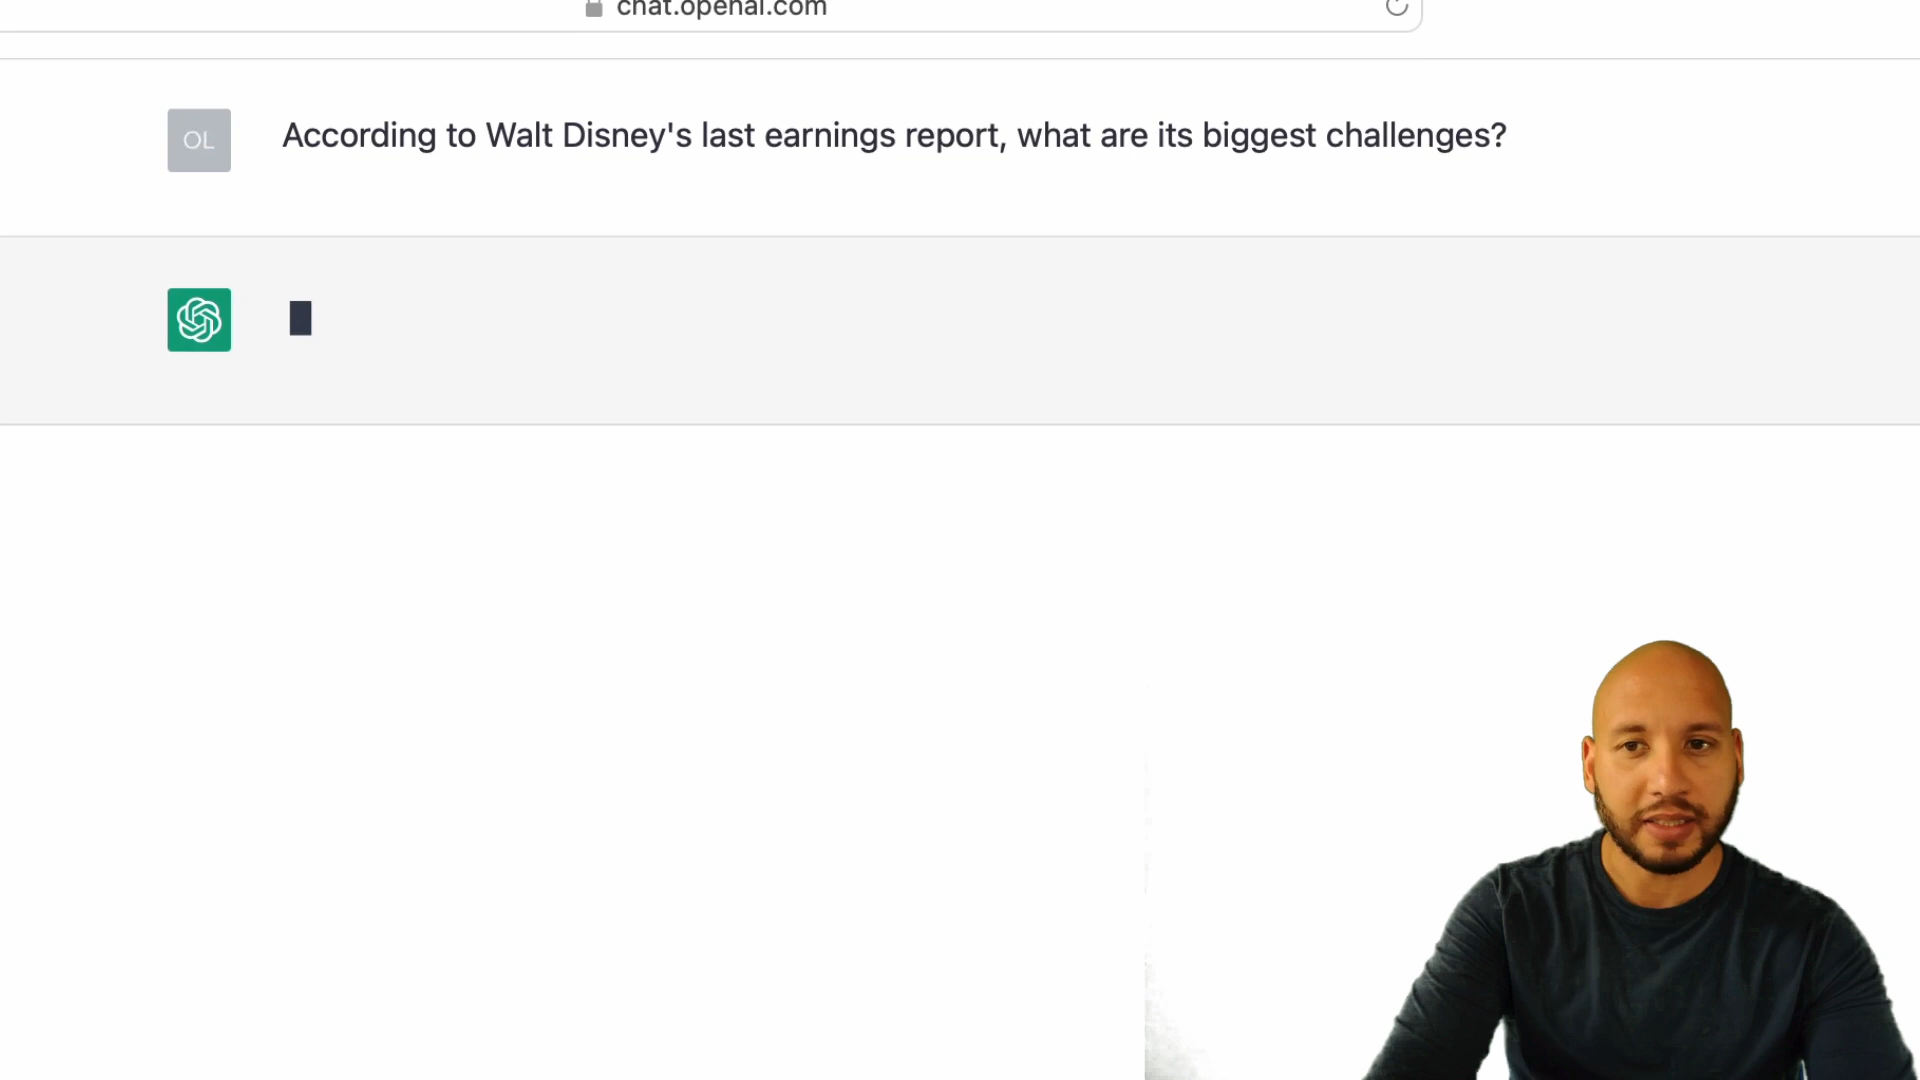 chat.openai.com
OL
According to Walt Disney's last earnings report, what are its biggest challenges?